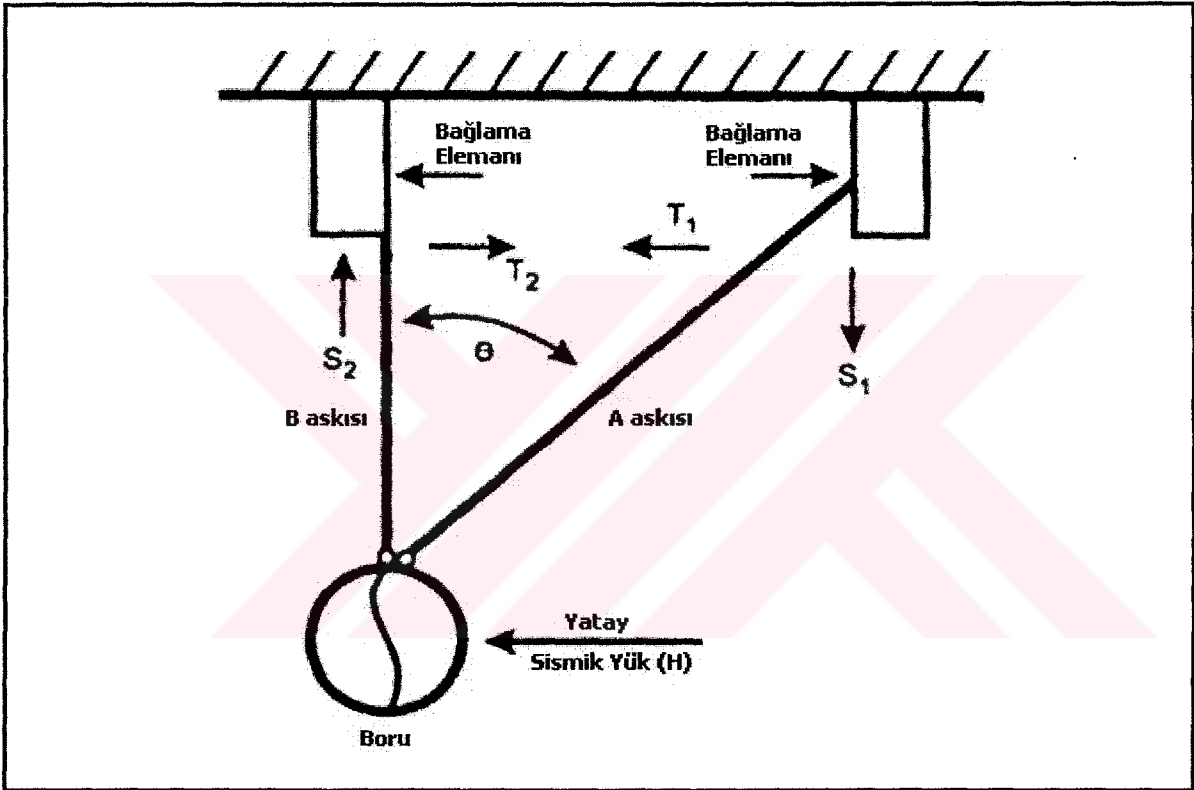 Bağlama
Elemanı
Bağlama
Elemanı
T1
T2
θ
S2
S1
B askısı
A askısı
Yatay
Sismik Yük (H)
Boru